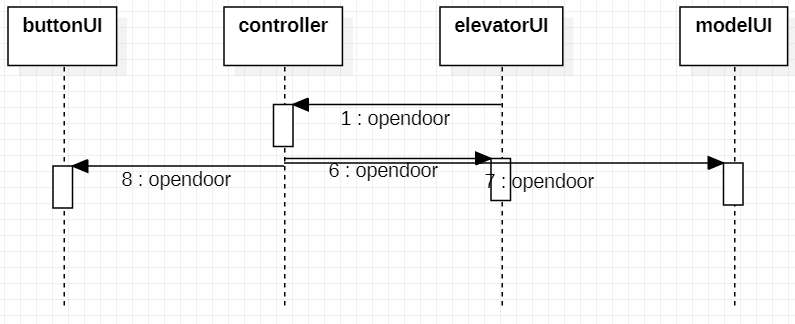 buttonUI
controller
elevatorUI
modelUI
1 : opendoor
6 : opendoor
7 : opendoor
8 : opendoor